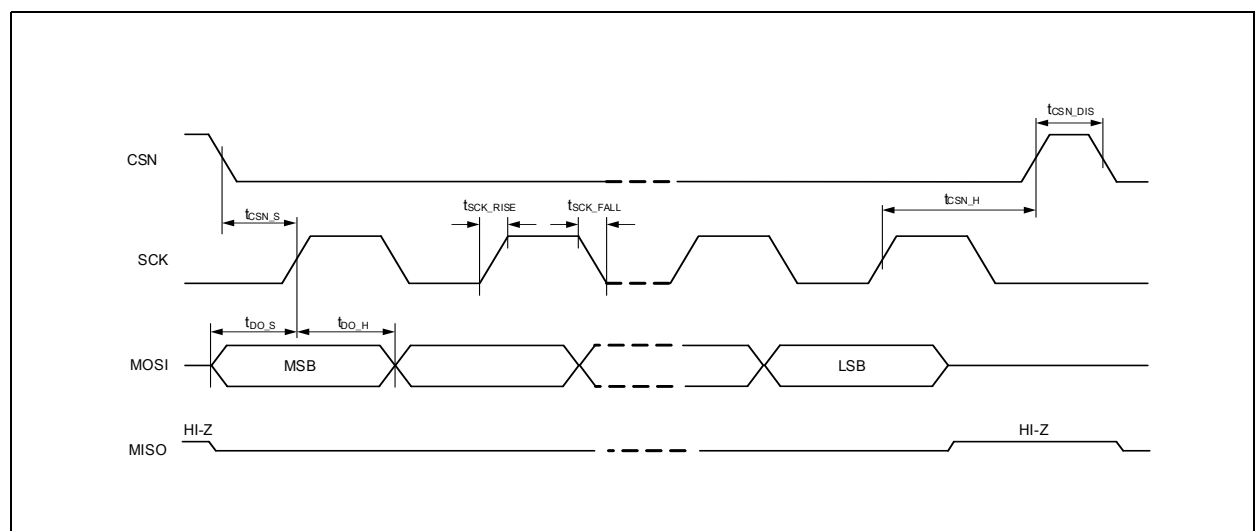 tCSN_DIS
CSN
tCSN_S
tSCK_RISE
tSCK_FALL
tCSN_H
SCK
tDO_S
tDO_H
MOSI
MSB
LSB
HI-Z
HI-Z
MISO